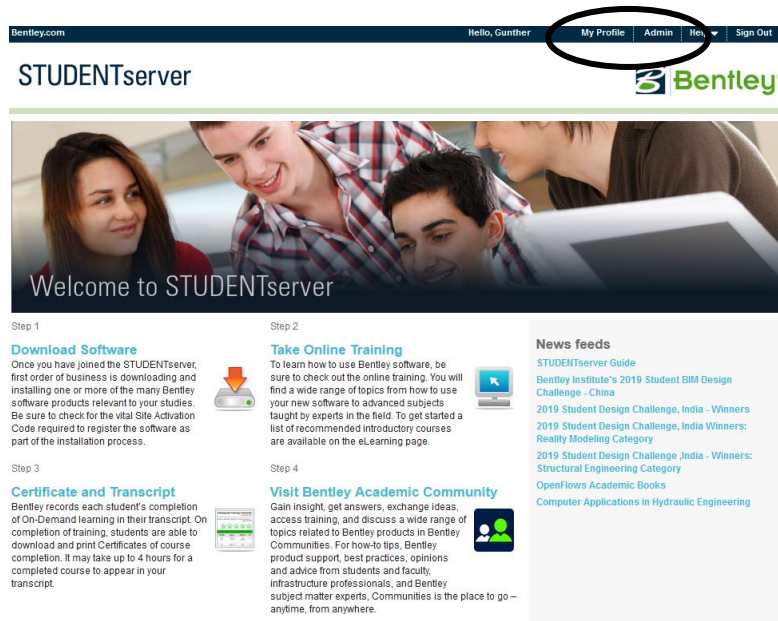 Bentley.com Hello, Gunther My Profile Admin Help Sign Out
STUDENTserver
Bentley
Welcome to STUDENTserver
Step 1
Download Software
Once you have joined the STUDENTserver,
first order of business is downloading and
installing one or more of the many Bentley
software products relevant to your studies.
Be sure to check for the vital Site Activation
Code required to register the software as
part of the installation process.
Step 2
Take Online Training
To learn how to use Bentley software, be
sure to check out the online training. You will
find a wide range of topics from how to use
your new software to advanced subjects
taught by experts in the field. To get started a
list of recommended introductory courses
are available on the eLearning page.
Step 3
Certificate and Transcript
Bentley records each student's completion
of On-Demand learning in their transcript. On
completion of training, students are able to
download and print Certificates of course
completion. It may take up to 4 hours for a
completed course to appear in your
transcript.
Step 4
Visit Bentley Academic Community
Gain insight, get answers, exchange ideas,
access training, and discuss a wide range of
topics related to Bentley products in Bentley
Communities. For how-to tips, Bentley
product support, best practices, opinions
and advice from students and faculty,
infrastructure professionals, and Bentley
subject matter experts, Communities is the place to go –
anytime, from anywhere.
News feeds
STUDENTserver Guide
Bentley Institute's 2019 Student BIM Design
Challenge - China
2019 Student Design Challenge, India - Winners
2019 Student Design Challenge, India Winners:
Reality Modeling Category
2019 Student Design Challenge ,India - Winners:
Structural Engineering Category
OpenFlows Academic Books
Computer Applications in Hydraulic Engineering